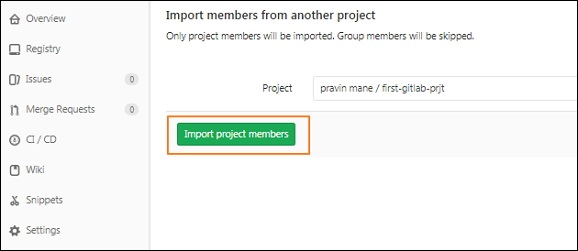 Overview
Registry
Issues 0
Merge Requests 0
CI / CD
Wiki
Snippets
Settings
Import members from another project
Only project members will be imported. Group members will be skipped.
Project pravin mane / first-gitlab-prjt
Import project members